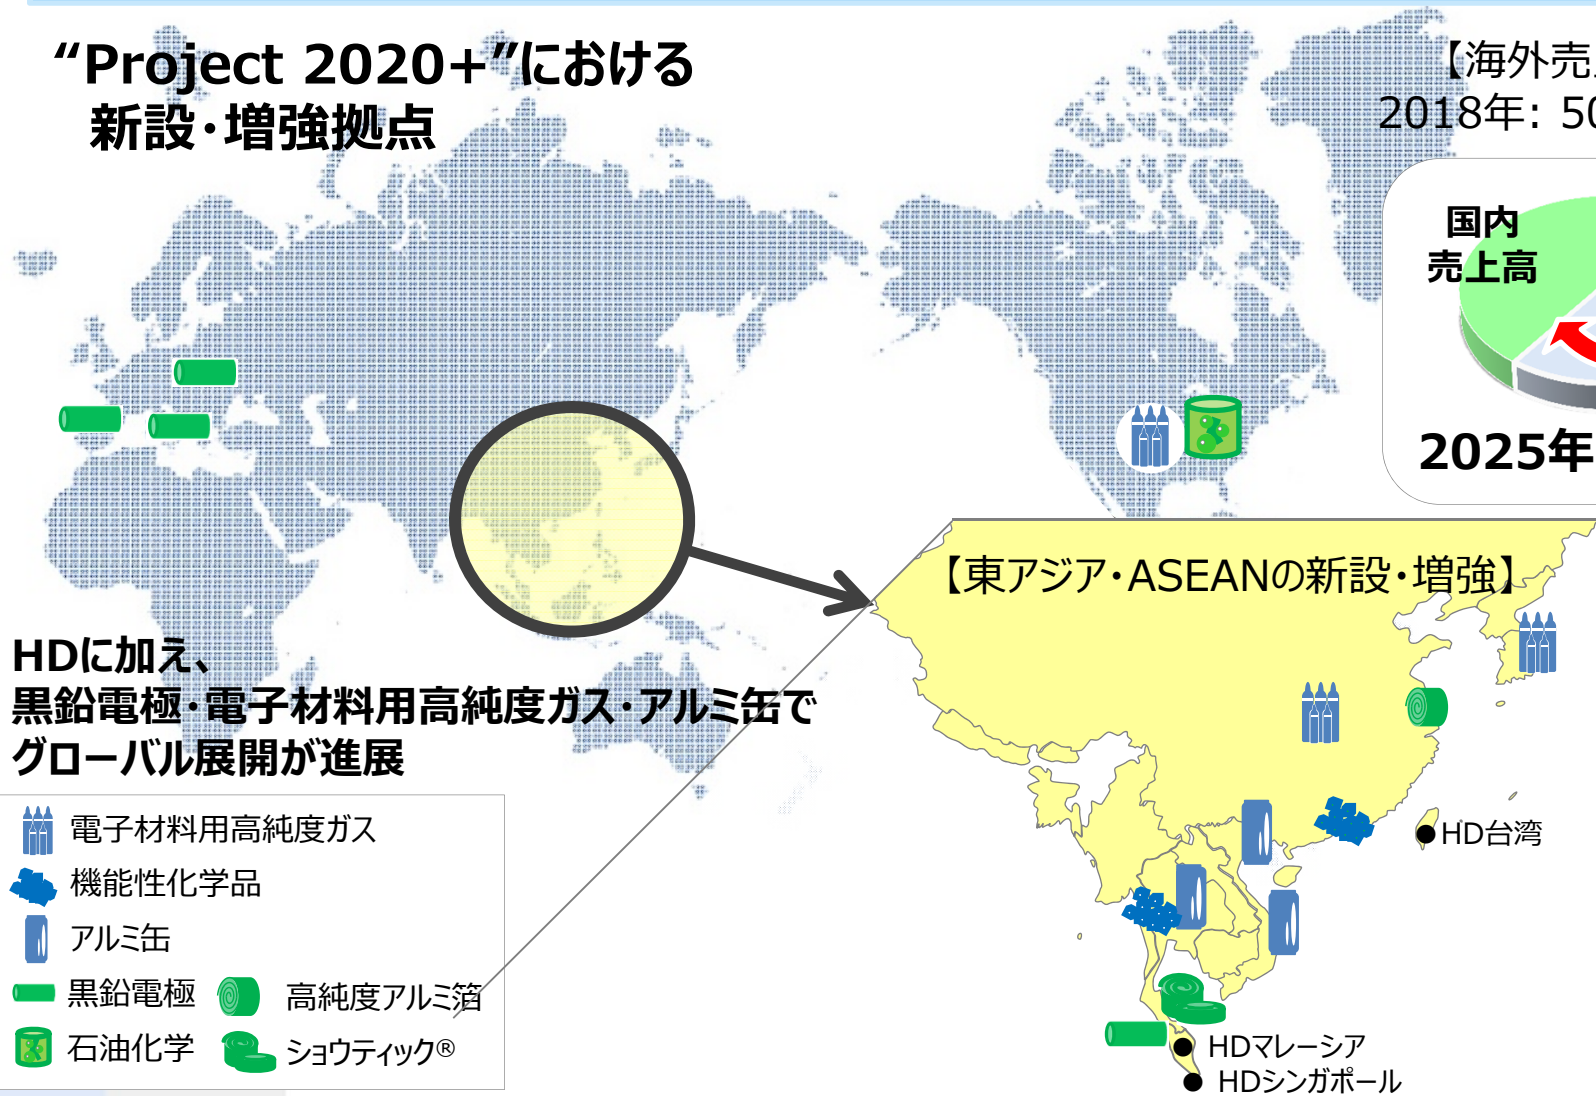 “Project 2020+”における
新設・増強拠点
【海外売
2018年: 50
国内
売上高
2025年
【東アジア・ASEANの新設・増強】
HDに加え、
黒鉛電極・電子材料用高純度ガス・アルミ缶で
グローバル展開が進展
電子材料用高純度ガス
機能性化学品
アルミ缶
黒鉛電極
高純度アルミ箔
石油化学
ショウティック®
HD台湾
HDマレーシア
HDシンガポール